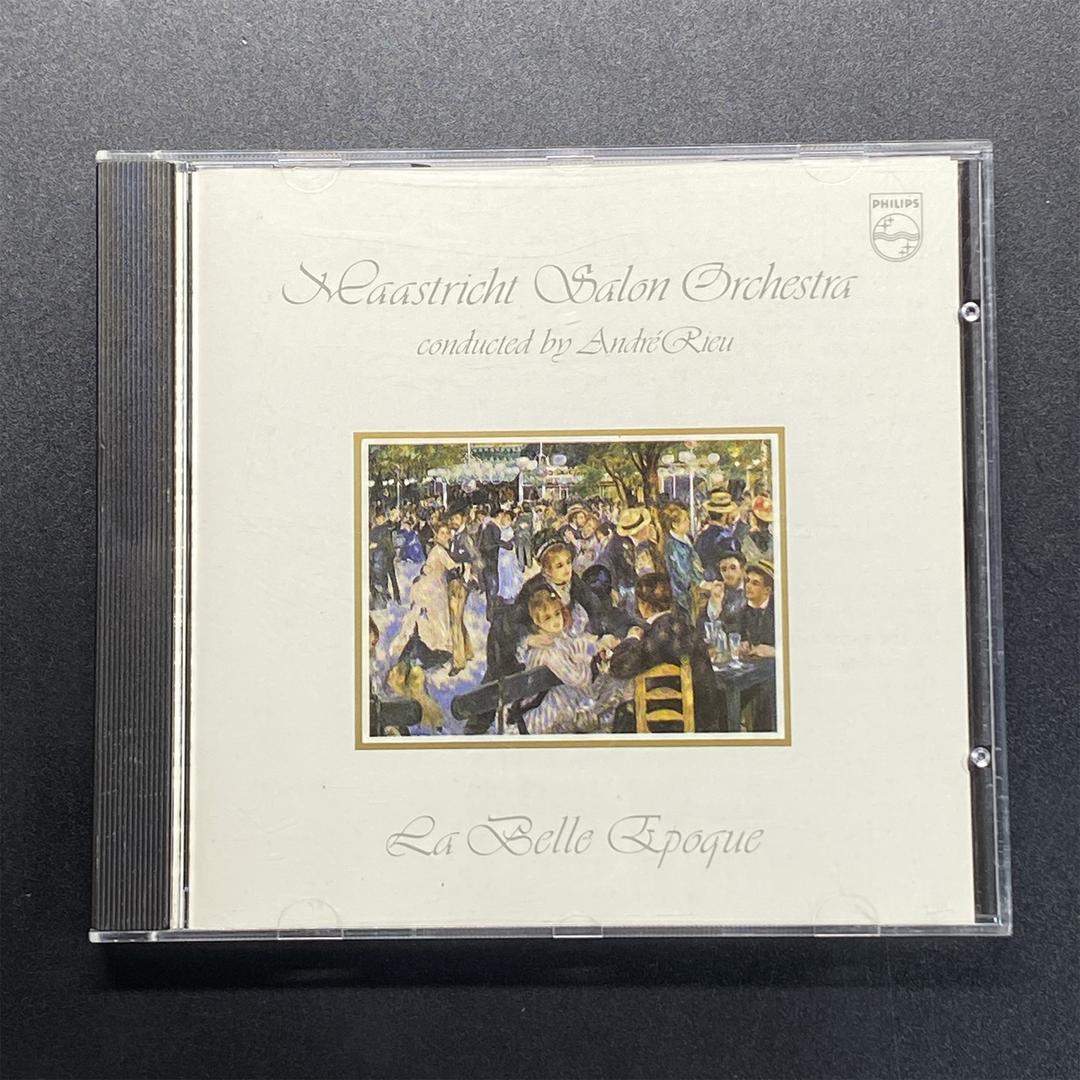 PHILIPS
Maastricht Salon Orchestra
conducted by André Rieu
La Belle Epoque